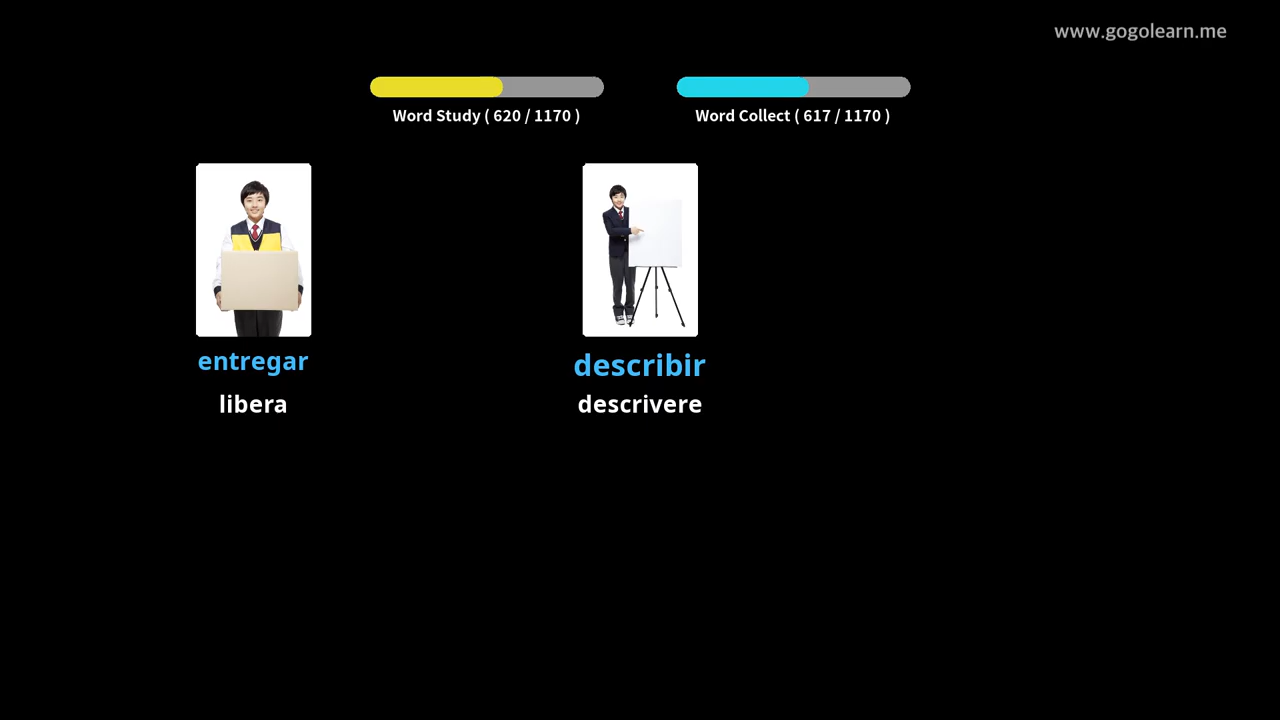 www.gogolearn.me
Word Study ( 620 / 1170 )
Word Collect ( 617 / 1170 )
entregar
libera
describir
descrivere